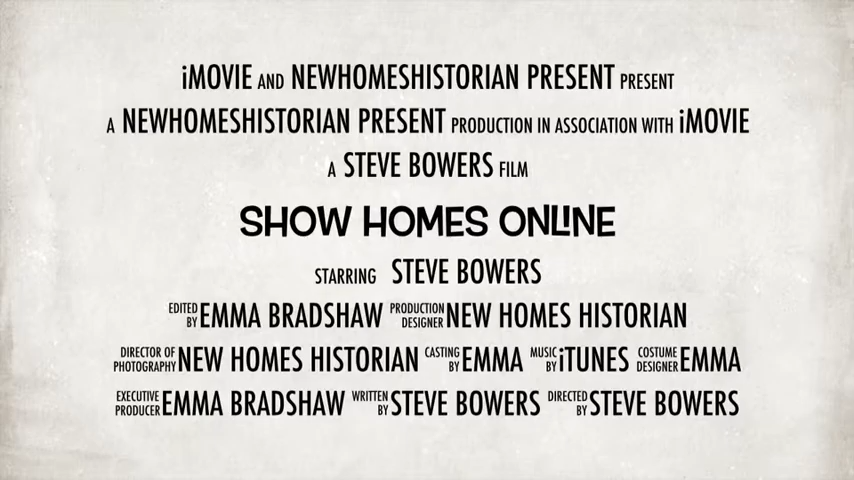 iMOVIE AND NEWHOMESHISTORIAN PRESENT PRESENT
A NEWHOMESHISTORIAN PRESENT PRODUCTION IN ASSOCIATION WITH iMOVIE
A STEVE BOWERS FILM
SHOW HOMES ONLINE
STARRING STEVE BOWERS
EDITED BY EMMA BRADSHAW PRODUCTION DESIGNER NEW HOMES HISTORIAN
DIRECTOR OF PHOTOGRAPHY NEW HOMES HISTORIAN CASTING BY EMMA MUSIC BY iTUNES COSTUME DESIGNER EMMA
EXECUTIVE PRODUCER EMMA BRADSHAW WRITTEN BY STEVE BOWERS DIRECTED BY STEVE BOWERS